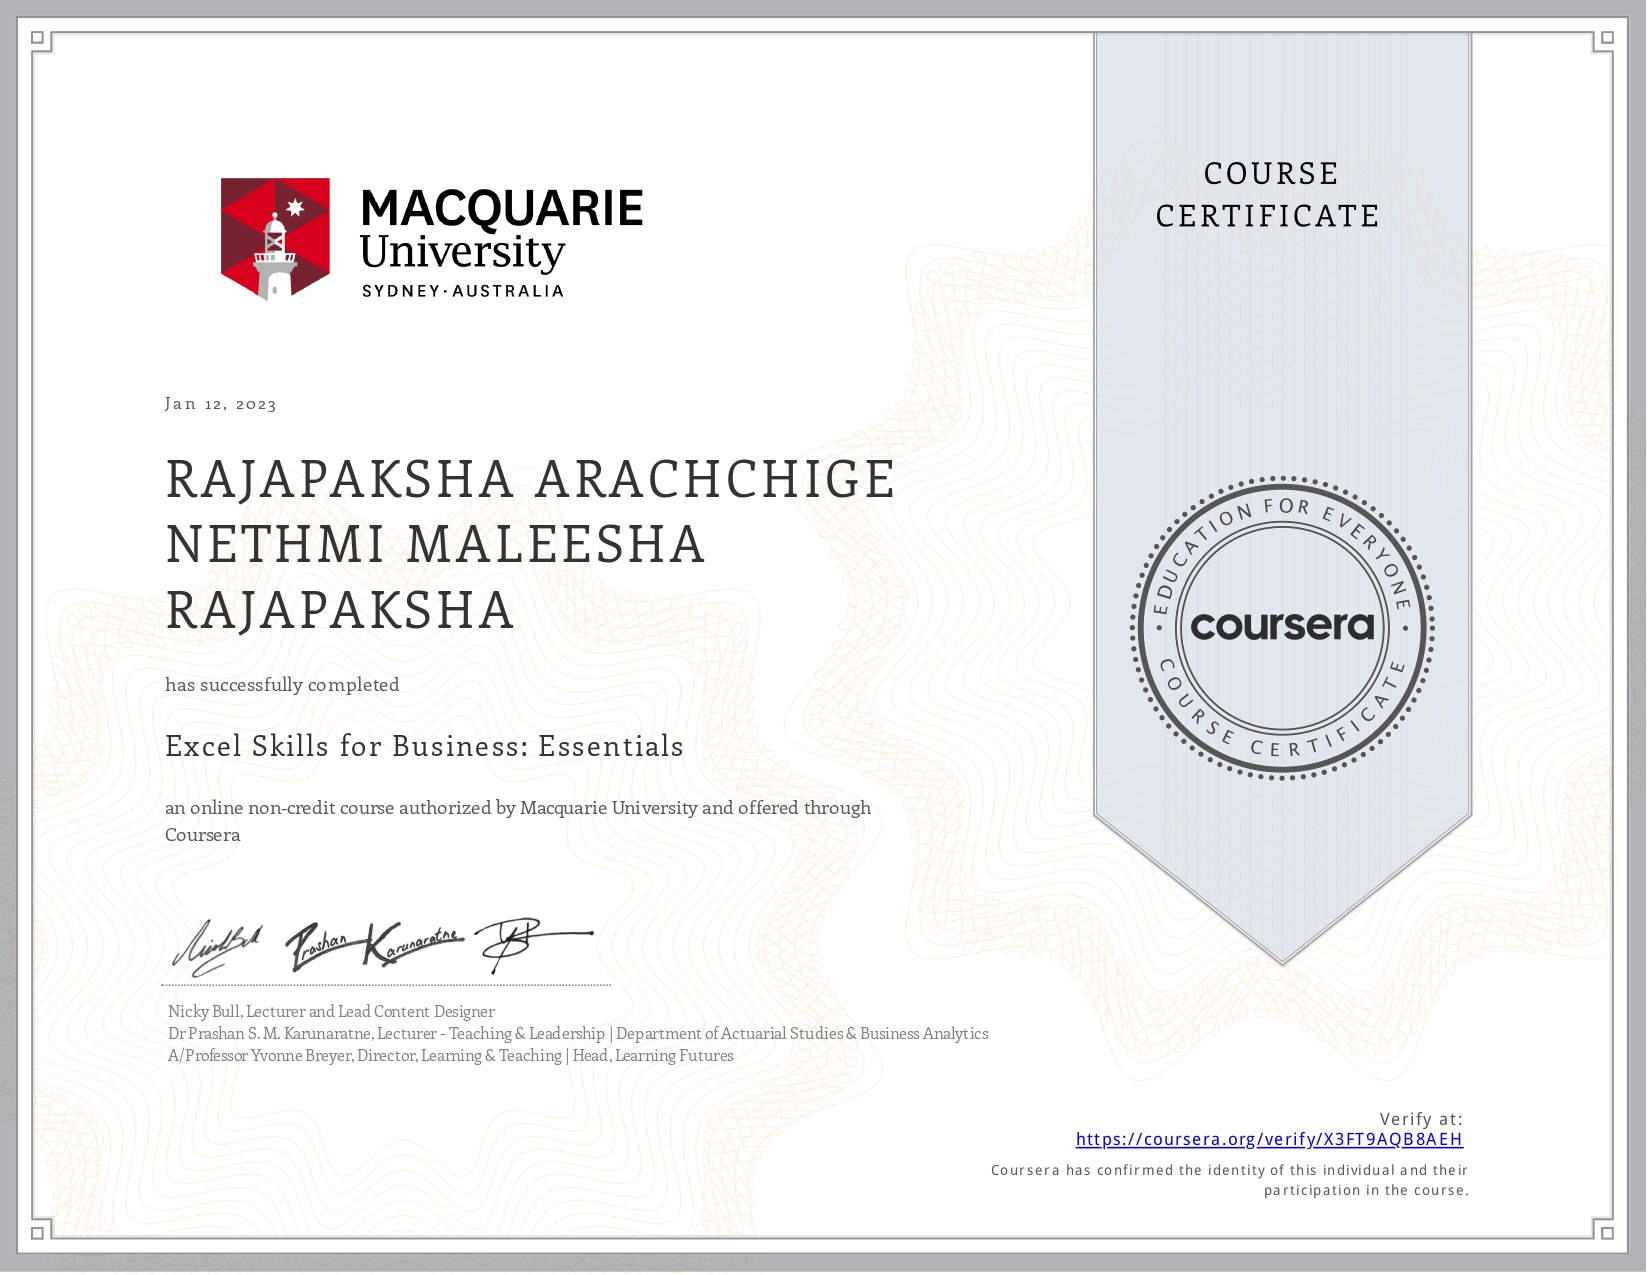 MACQUARIE
University
SYDNEY·AUSTRALIA
COURSE
CERTIFICATE
Jan 12, 2023
RAJAPAKSHA ARACHCHIGE
NETHMI MALEESHA
RAJAPAKSHA
has successfully completed
Excel Skills for Business: Essentials
an online non-credit course authorized by Macquarie University and offered through
Coursera
EDUCATION FOR EVERYONE
coursera
COURSE CERTIFICATE
Prashan Karunaratne
Nicky Bull, Lecturer and Lead Content Designer
Dr Prashan S. M. Karunaratne, Lecturer - Teaching & Leadership | Department of Actuarial Studies & Business Analytics
A/Professor Yvonne Breyer, Director, Learning & Teaching | Head, Learning Futures
Verify at:
https://coursera.org/verify/X3FT9AQB8AEH
Coursera has confirmed the identity of this individual and their
participation in the course.